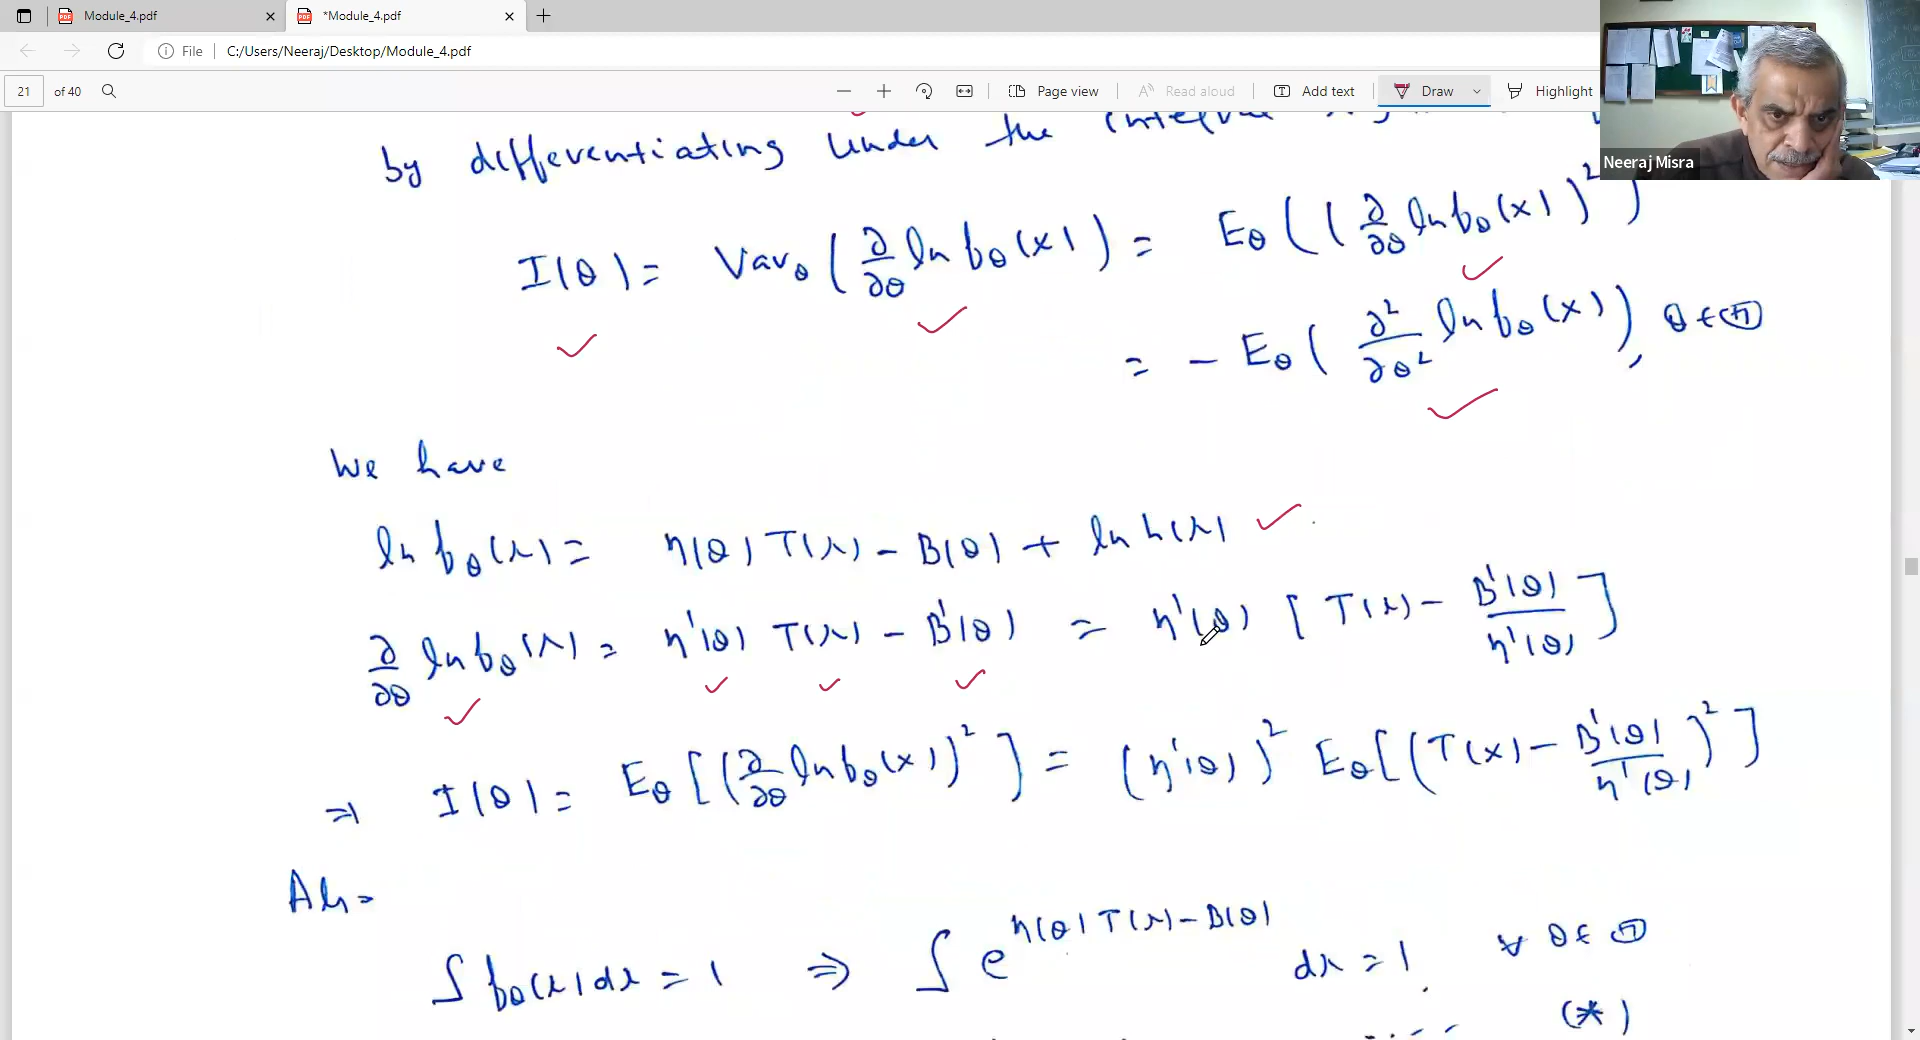 Module_4.pdf
*Module_4.pdf
File C:/Users/Neeraj/Desktop/Module_4.pdf
21 of 40 Page view Read aloud Add text Draw Highlight
Neeraj Misra
by differentiating under the
I(θ) = Var_θ(∂/∂θ ln f_θ(X)) = E_θ((∂/∂θ ln f_θ(X))²)
= − E_θ(∂²/∂θ² ln f_θ(X)), θ ∈ Ⓗ
We have
ln f_θ(x) = η(θ) T(x) − B(θ) + ln h(x)
∂/∂θ ln f_θ(x) = η'(θ) T(x) − B'(θ) = η'(θ) [T(x) − B'(θ)/η'(θ)]
⇒ I(θ) = E_θ[(∂/∂θ ln f_θ(X))²] = (η'(θ))² E_θ[(T(X) − B'(θ)/η'(θ))²]
Also
∫ f_θ(x) dx = 1 ⇒ ∫ e^{η(θ) T(x) − B(θ)} dx = 1 ∀ θ ∈ Ⓗ
(*)